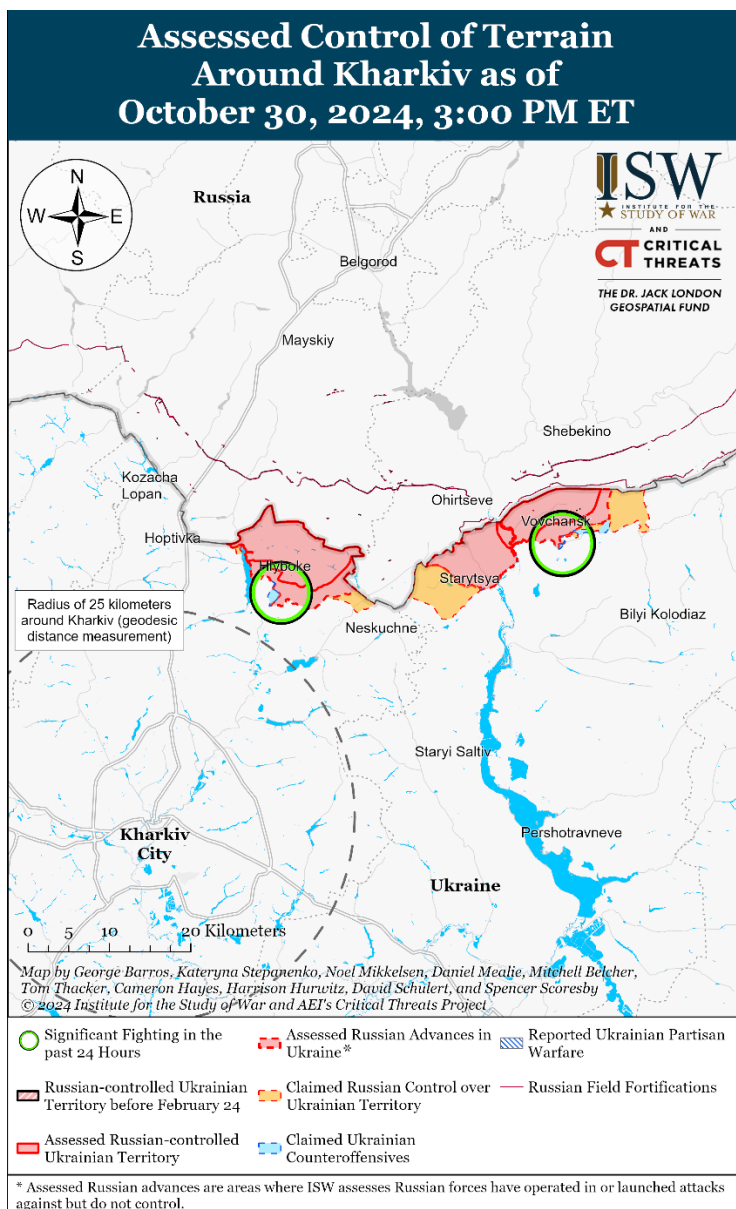 Assessed Control of Terrain
Around Kharkiv as of
October 30, 2024, 3:00 PM ET
N
W E
S
Russia
ISW
INSTITUTE FOR THE
STUDY OF WAR
AND
CT CRITICAL
THREATS
THE DR. JACK LONDON
GEOSPATIAL FUND
Belgorod
Mayskiy
Shebekino
Kozacha
Lopan
Ohirtseve
Vovchansk
Hoptivka
Hlyboke
Starytsya
Radius of 25 kilometers
around Kharkiv (geodesic
distance measurement)
Neskuchne
Bilyi Kolodiaz
Staryi Saltiv
Pershotravneve
Kharkiv
City
Ukraine
0 5 10 20 Kilometers
Map by George Barros, Kateryna Stepanenko, Noel Mikkelsen, Daniel Mealie, Mitchell Belcher,
Tom Thacker, Cameron Hayes, Harrison Hurwitz, David Schulert, and Spencer Scoresby
© 2024 Institute for the Study of War and AEI's Critical Threats Project
Significant Fighting in the
past 24 Hours
Assessed Russian Advances in
Ukraine*
Reported Ukrainian Partisan
Warfare
Russian-controlled Ukrainian
Territory before February 24
Claimed Russian Control over
Ukrainian Territory
Russian Field Fortifications
Assessed Russian-controlled
Ukrainian Territory
Claimed Ukrainian
Counteroffensives
* Assessed Russian advances are areas where ISW assesses Russian forces have operated in or launched attacks
against but do not control.